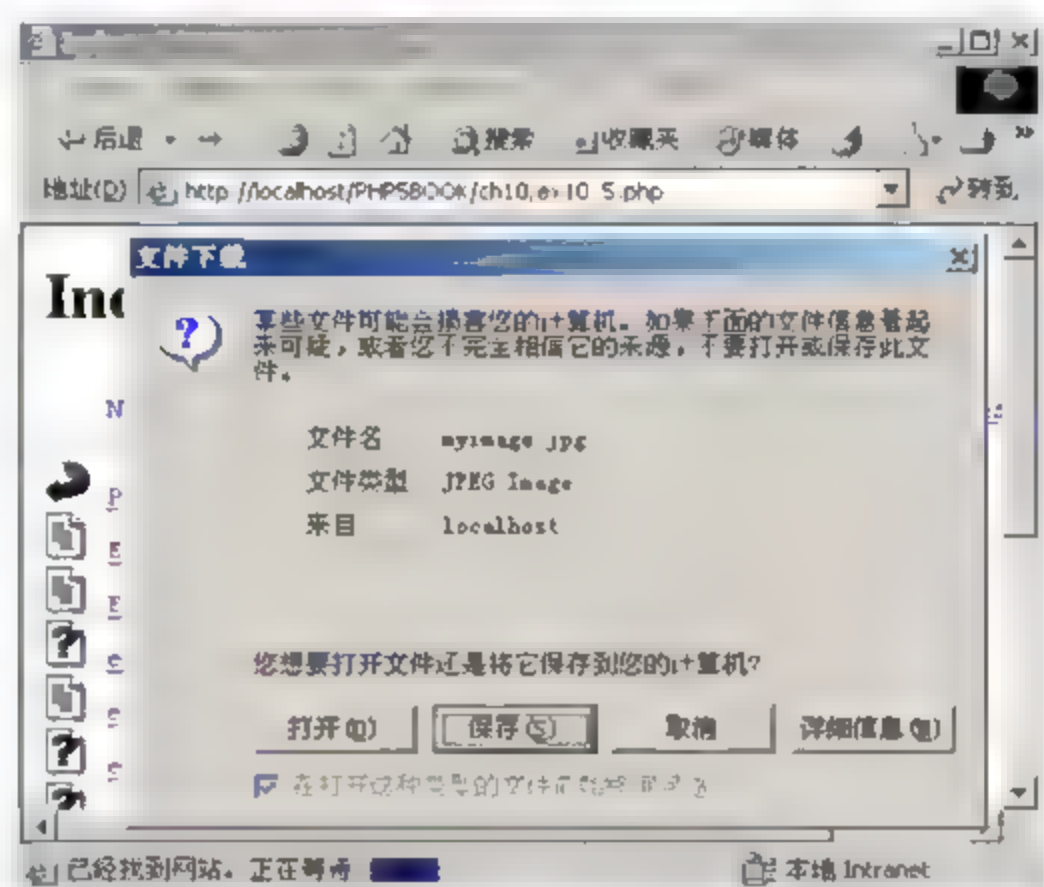 后退 搜索 收藏夹 媒体
地址(D) http://localhost/PHP5BOOK/ch10/ex10_5.php 转到
文件下载
Ind
某些文件可能会损害您的计算机。如果下面的文件信息看起
来可疑，或者您不完全相信它的来源，不要打开或保存此文
件。
N
文件名 myimage.jpg
P
文件类型 JPEG Image
来自 localhost
E
E
您想要打开文件还是将它保存到您的计算机?
S
S
打开(O) 保存(S) 取消 详细信息(M)
S
已经找到网站。正在等待 本地 Intranet